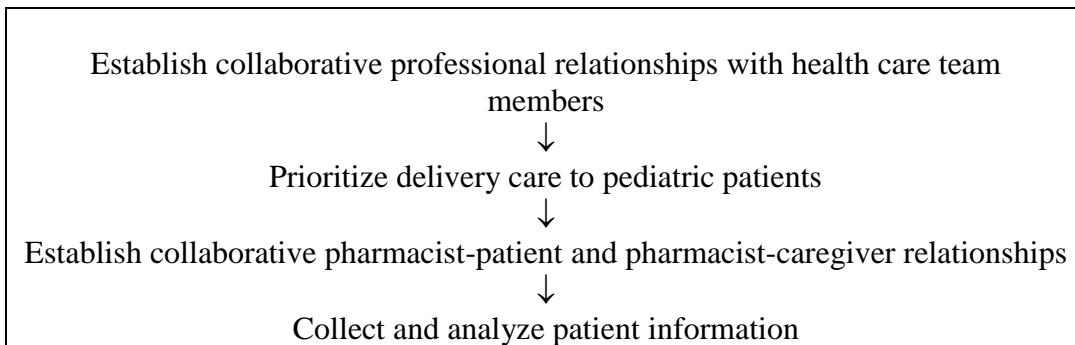 Establish collaborative professional relationships with health care team
members
↓
Prioritize delivery care to pediatric patients
↓
Establish collaborative pharmacist-patient and pharmacist-caregiver relationships
↓
Collect and analyze patient information